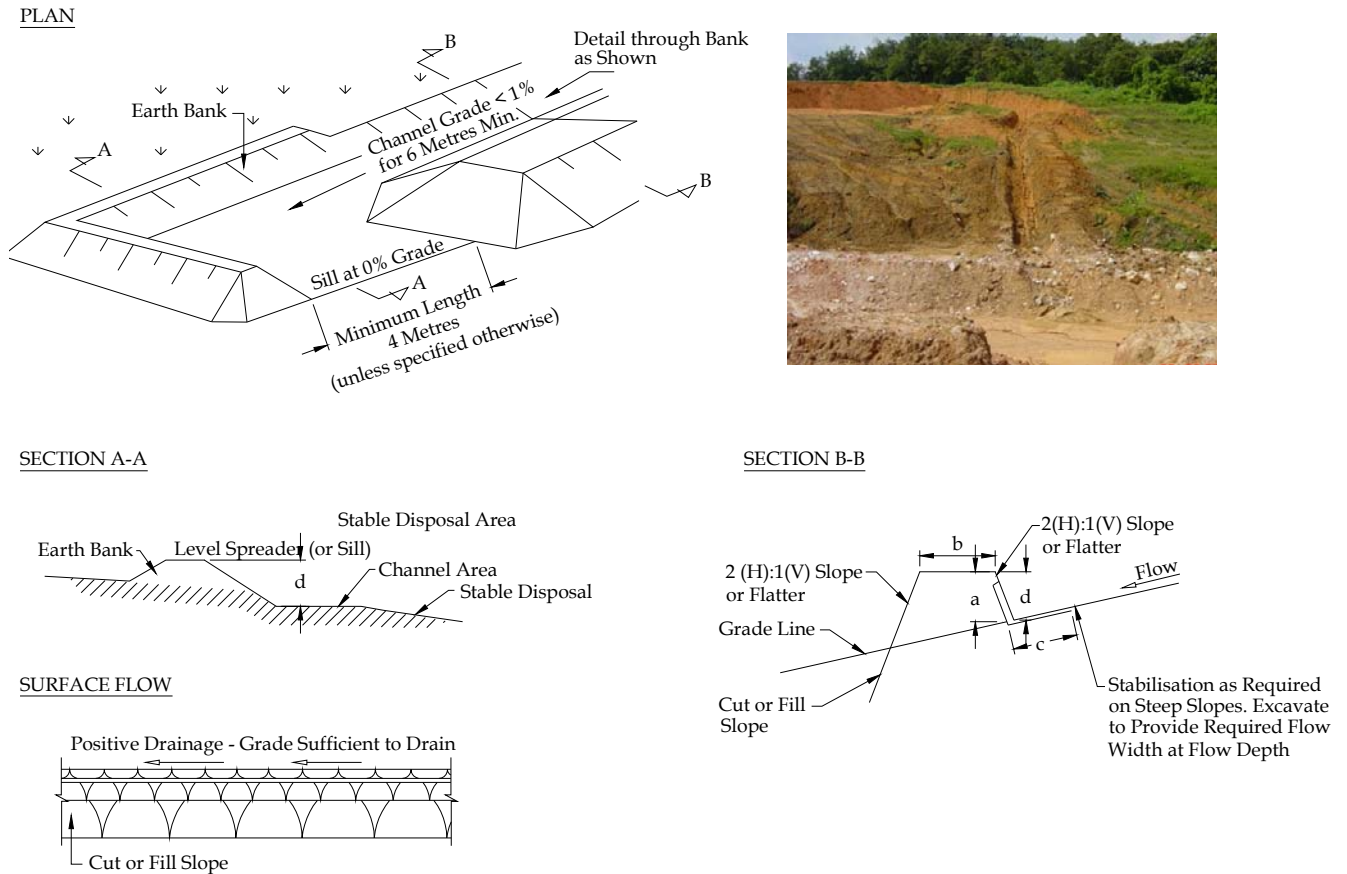 PLAN
B
Detail through Bank
as Shown
Earth Bank
Channel Grade < 1%
for 6 Metres Min.
A
B
Sill at 0% Grade
A
Minimum Length
4 Metres
(unless specified otherwise)
SECTION A-A
Stable Disposal Area
Earth Bank
Level Spreader (or Sill)
d
Channel Area
Stable Disposal
SECTION B-B
2(H):1(V) Slope
or Flatter
b
Flow
2 (H):1(V) Slope
or Flatter
a
d
Grade Line
c
Cut or Fill
Slope
Stabilisation as Required
on Steep Slopes. Excavate
to Provide Required Flow
Width at Flow Depth
SURFACE FLOW
Positive Drainage - Grade Sufficient to Drain
Cut or Fill Slope